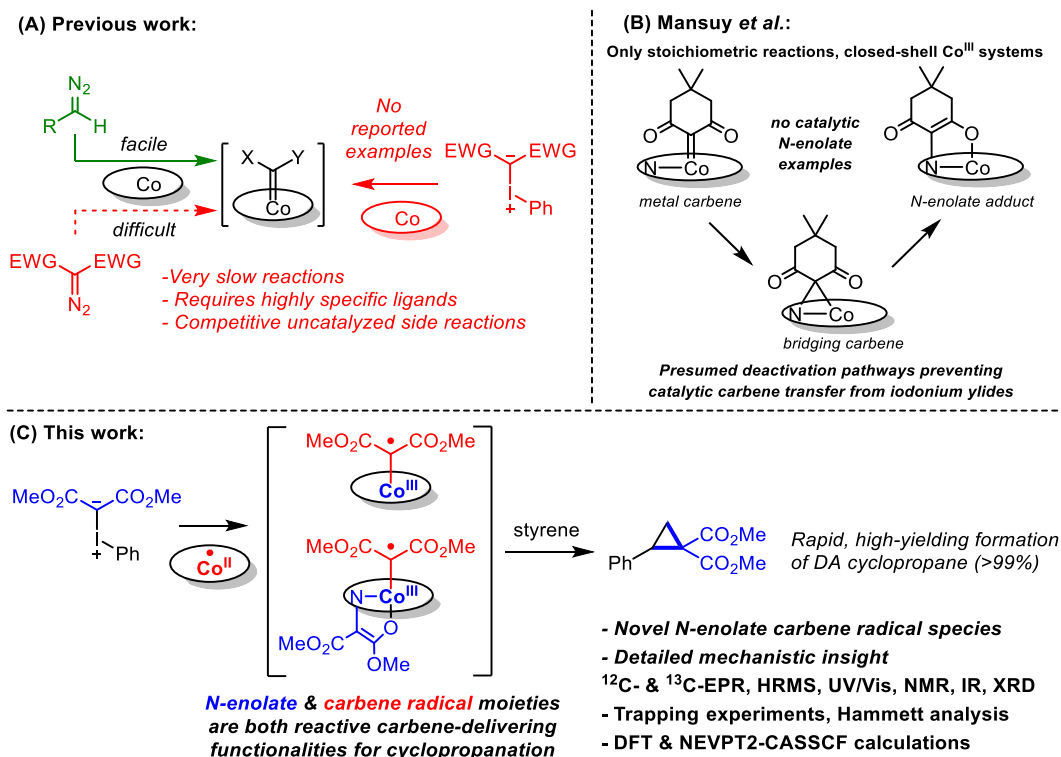 (A) Previous work:
N₂
R
H
facile
Co
difficult
EWG
EWG
N₂
X
Y
Co
No
reported
examples
Co
EWG
−
EWG
I
+
Ph
-Very slow reactions
- Requires highly specific ligands
- Competitive uncatalyzed side reactions
(B) Mansuy et al.:
Only stoichiometric reactions, closed-shell Coᴵᴵᴵ systems
O
O
N
Co
metal carbene
no catalytic
N-enolate
examples
O
O
N
Co
N-enolate adduct
O
O
N
Co
bridging carbene
Presumed deactivation pathways preventing
catalytic carbene transfer from iodonium ylides
(C) This work:
MeO₂C
−
CO₂Me
I
+
Ph
•
Coᴵᴵ
MeO₂C
•
CO₂Me
Coᴵᴵᴵ
MeO₂C
•
CO₂Me
N
Coᴵᴵᴵ
O
MeO₂C
OMe
N-enolate & carbene radical moieties
are both reactive carbene-delivering
functionalities for cyclopropanation
styrene
Ph
CO₂Me
CO₂Me
Rapid, high-yielding formation
of DA cyclopropane (>99%)
- Novel N-enolate carbene radical species
- Detailed mechanistic insight
¹²C- & ¹³C-EPR, HRMS, UV/Vis, NMR, IR, XRD
- Trapping experiments, Hammett analysis
- DFT & NEVPT2-CASSCF calculations